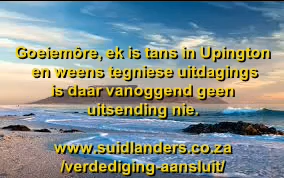 Goeiemôre, ek is tans in Upington
en weens tegniese uitdagings
is daar vanoggend geen
uitsending nie.
www.suidlanders.co.za
/verdediging-aansluit/